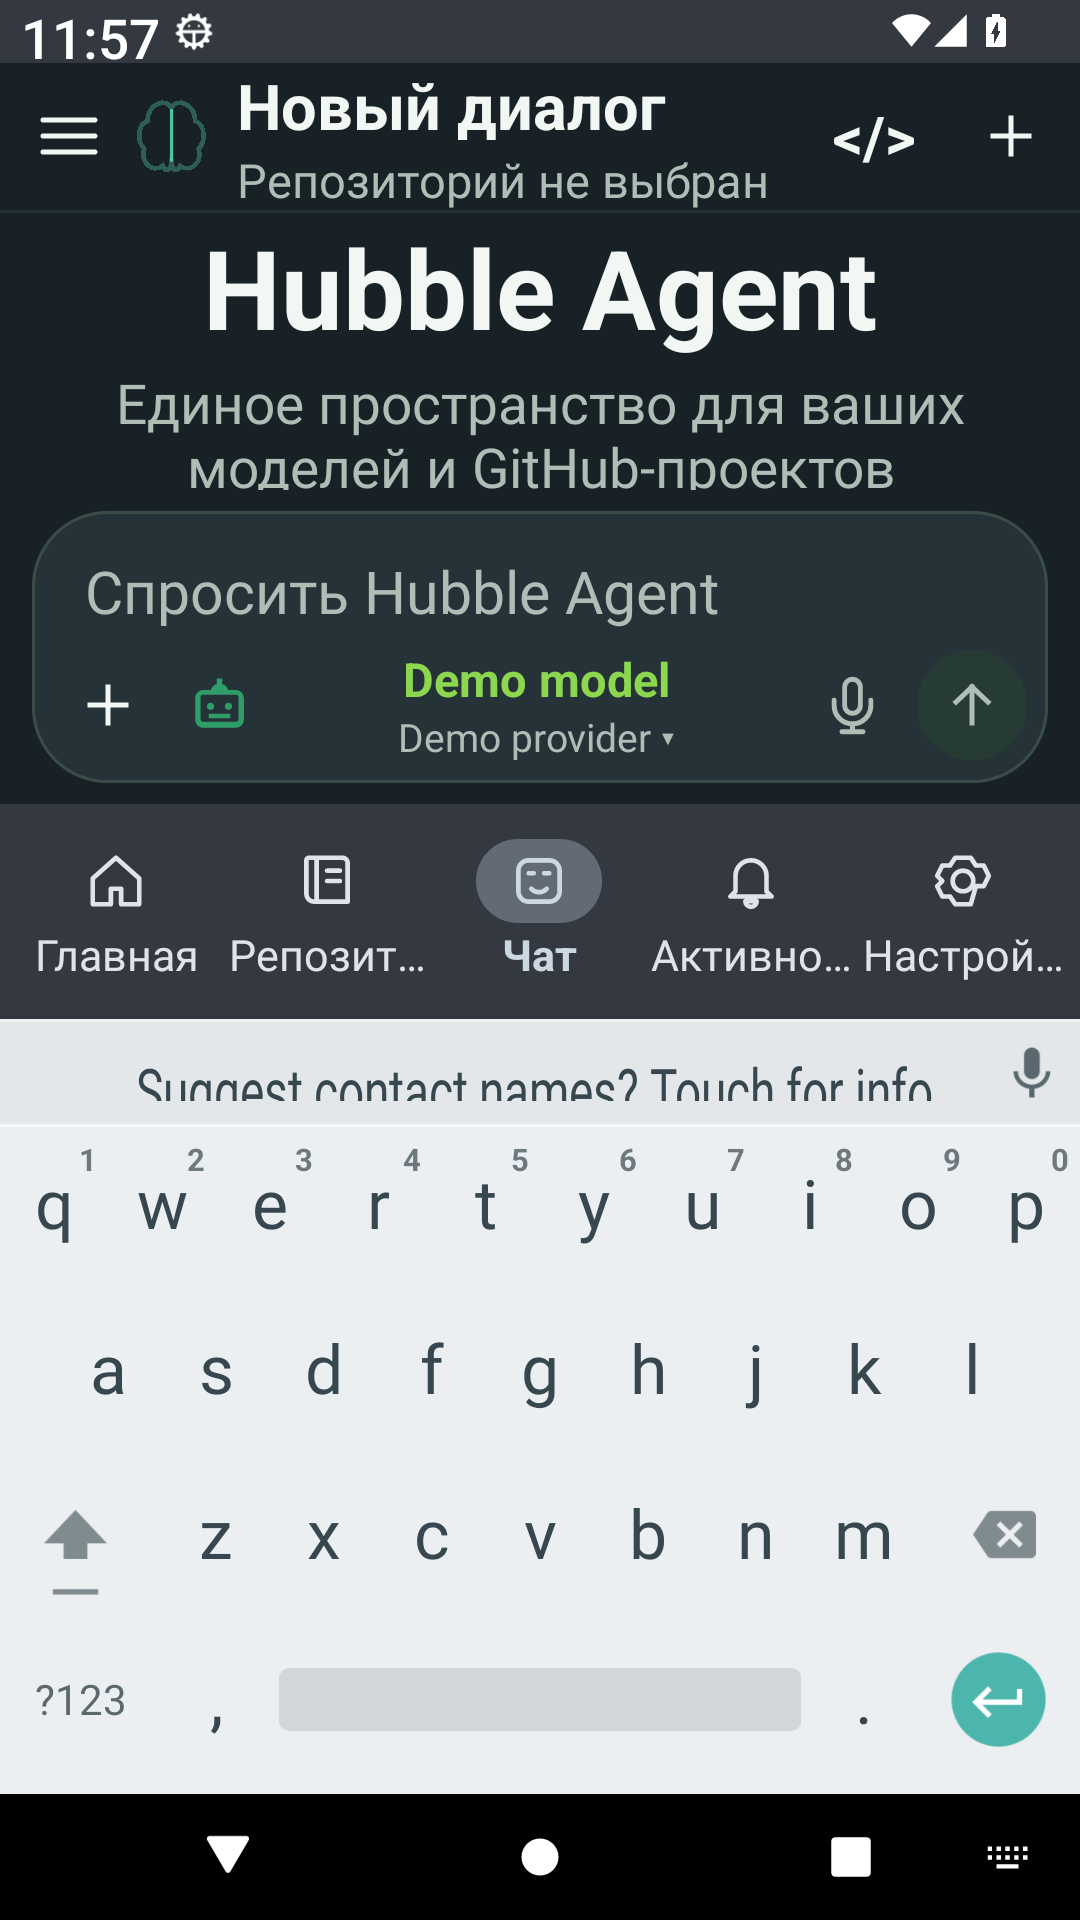 11:57
Новый диалог
Репозиторий не выбран
</>
Hubble Agent
Единое пространство для ваших
моделей и GitHub-проектов
Спросить Hubble Agent
Demo model
Demo provider ▾
Главная
Репозит...
Чат
Активно...
Настрой...
Suggest contact names? Touch for info.
1 2 3 4 5 6 7 8 9 0
q w e r t y u i o p
a s d f g h j k l
z x c v b n m
?123 , .